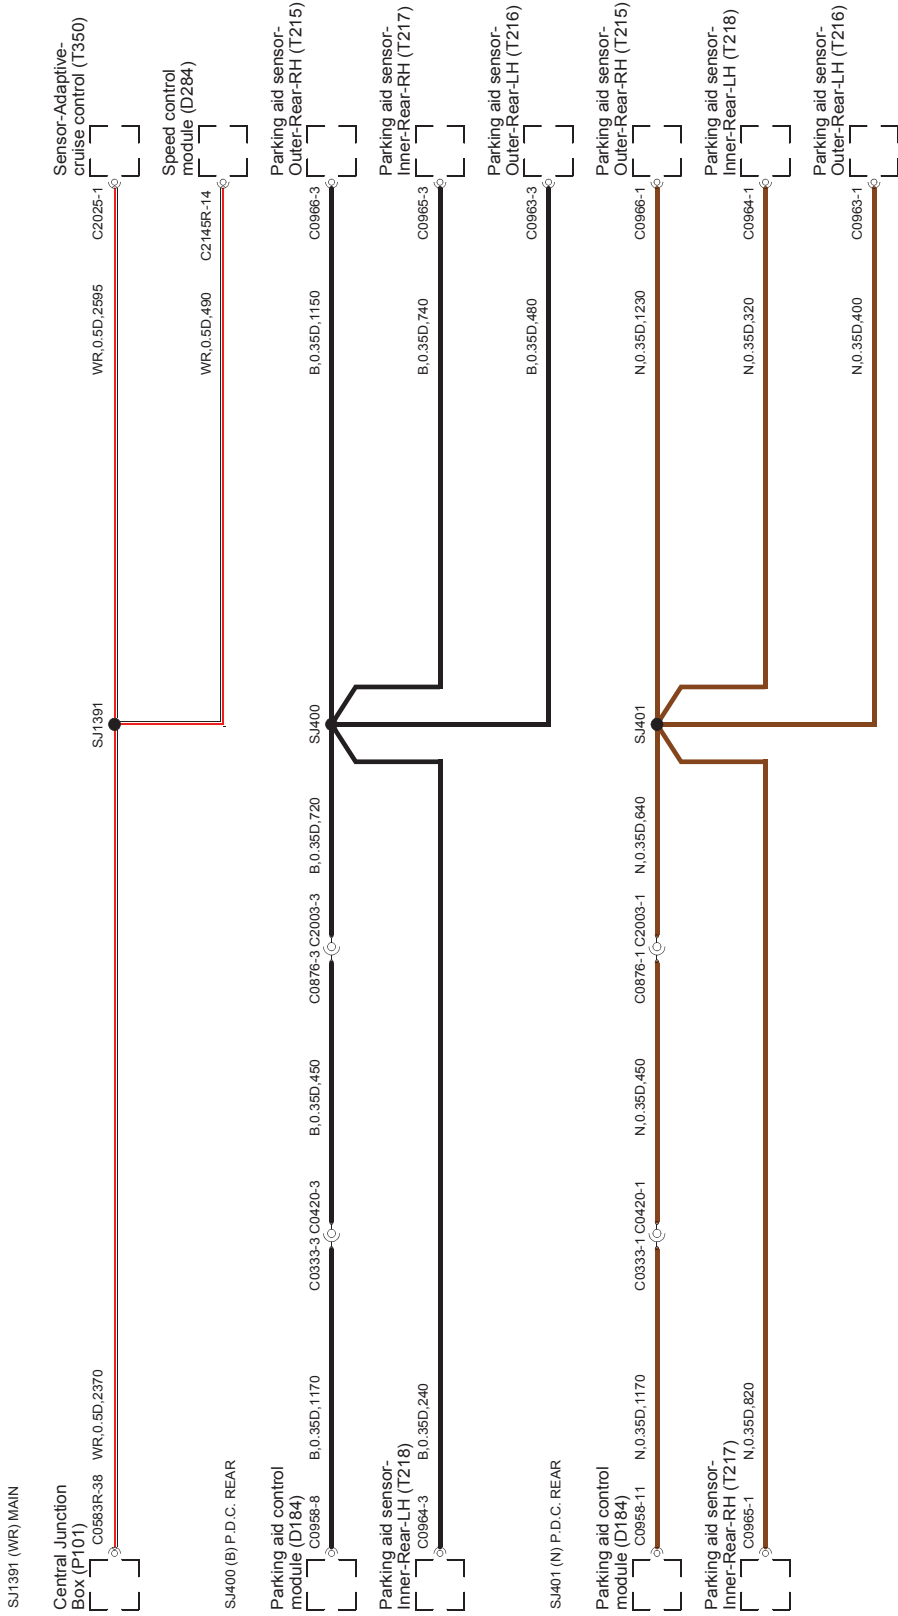 SJ1391 (WR) MAIN
Central Junction
Box (P101)
C0583R-38
WR,0.5D,2370
SJ1391
WR,0.5D,2595
C2025-1
Sensor-Adaptive-
cruise control (T350)
WR,0.5D,490
C2145R-14
Speed control
module (D284)
SJ400 (B) P.D.C. REAR
Parking aid control
module (D184)
C0958-8
B,0.35D,1170
C0333-3 C0420-3
B,0.35D,450
C0876-3 C2003-3
B,0.35D,720
SJ400
B,0.35D,1150
C0966-3
Parking aid sensor-
Outer-Rear-RH (T215)
Parking aid sensor-
Inner-Rear-LH (T218)
C0964-3
B,0.35D,240
B,0.35D,740
C0965-3
Parking aid sensor-
Inner-Rear-RH (T217)
B,0.35D,480
C0963-3
Parking aid sensor-
Outer-Rear-LH (T216)
SJ401 (N) P.D.C. REAR
Parking aid control
module (D184)
C0958-11
N,0.35D,1170
C0333-1 C0420-1
N,0.35D,450
C0876-1 C2003-1
N,0.35D,640
SJ401
N,0.35D,1230
C0966-1
Parking aid sensor-
Outer-Rear-RH (T215)
Parking aid sensor-
Inner-Rear-RH (T217)
C0965-1
N,0.35D,820
N,0.35D,320
C0964-1
Parking aid sensor-
Inner-Rear-LH (T218)
N,0.35D,400
C0963-1
Parking aid sensor-
Outer-Rear-LH (T216)